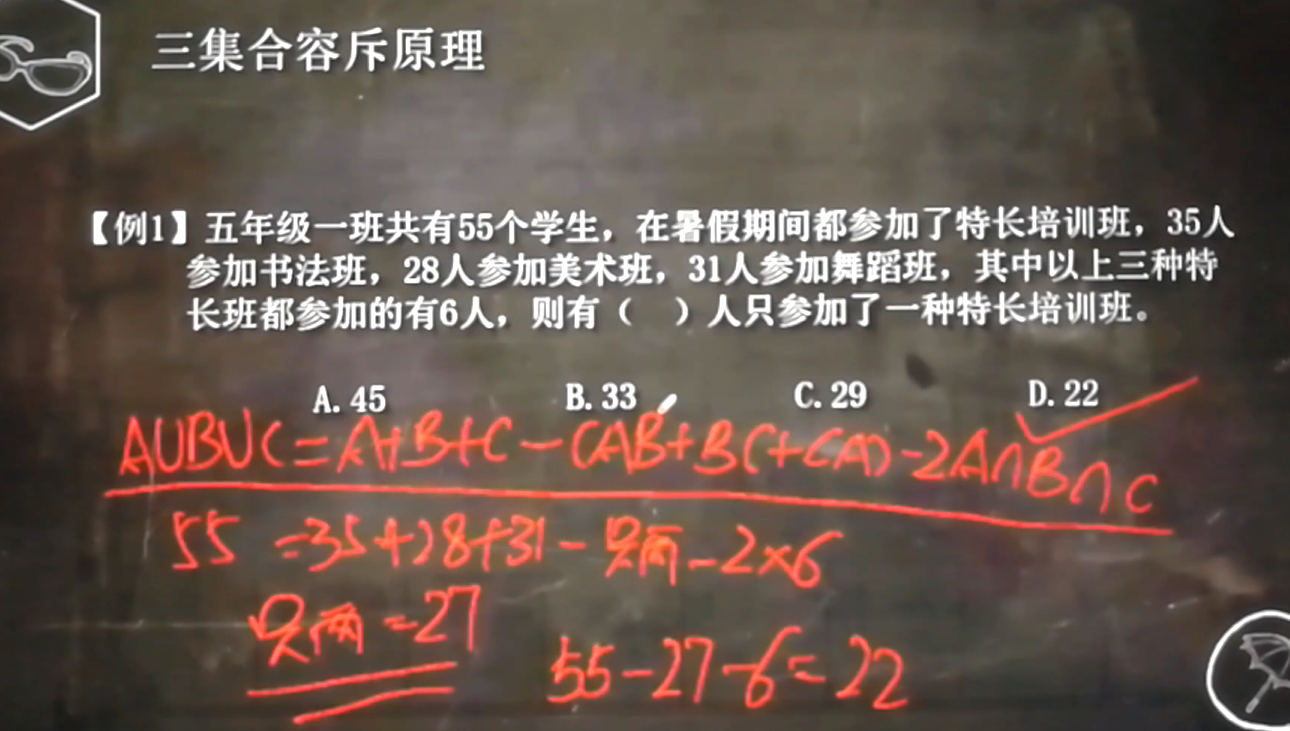 三集合容斥原理
【例1】五年级一班共有55个学生，在暑假期间都参加了特长培训班，35人
参加书法班，28人参加美术班，31人参加舞蹈班，其中以上三种特
长班都参加的有6人，则有（ ）人只参加了一种特长培训班。
A. 45 B. 33 C. 29 D. 22
AUBUC=A+B+C-(AB+BC+CA)-2A∩B∩C
55=35+28+31-只两-2×6
只两=27
55-27-6=22